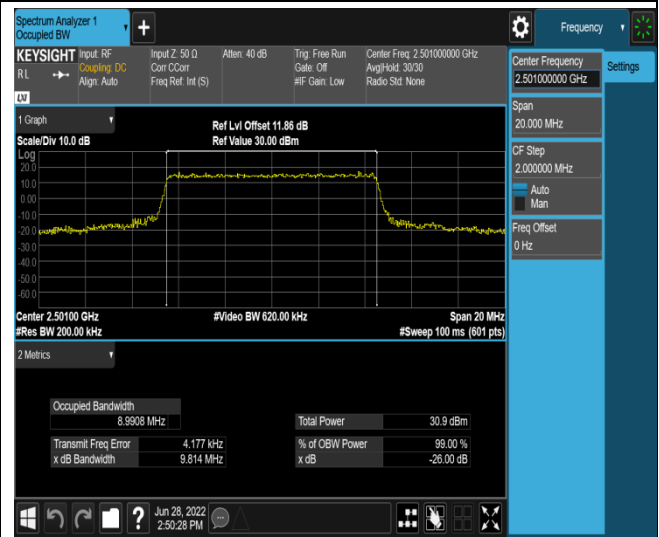 Spectrum Analyzer 1
Occupied BW
Frequency
KEYSIGHT Input: RF Input Z: 50 Ω Atten: 40 dB Trig: Free Run Center Freq: 2.501000000 GHz
RL Coupling: DC Corr CCorr Gate: Off Avg|Hold: 30/30
Align: Auto Freq Ref: Int (S) #IF Gain: Low Radio Std: None
LXI
Center Frequency
2.501000000 GHz
Settings
Span
20.000 MHz
CF Step
2.000000 MHz
Auto
Man
Freq Offset
0 Hz
1 Graph
Ref Lvl Offset 11.86 dB
Scale/Div 10.0 dB Ref Value 30.00 dBm
Log
20.0
10.0
0.00
-10.0
-20.0
-30.0
-40.0
-50.0
-60.0
Center 2.50100 GHz #Video BW 620.00 kHz Span 20 MHz
#Res BW 200.00 kHz #Sweep 100 ms (601 pts)
2 Metrics
Occupied Bandwidth
8.9908 MHz Total Power 30.9 dBm
Transmit Freq Error 4.177 kHz % of OBW Power 99.00 %
x dB Bandwidth 9.814 MHz x dB -26.00 dB
Jun 28, 2022
2:50:28 PM